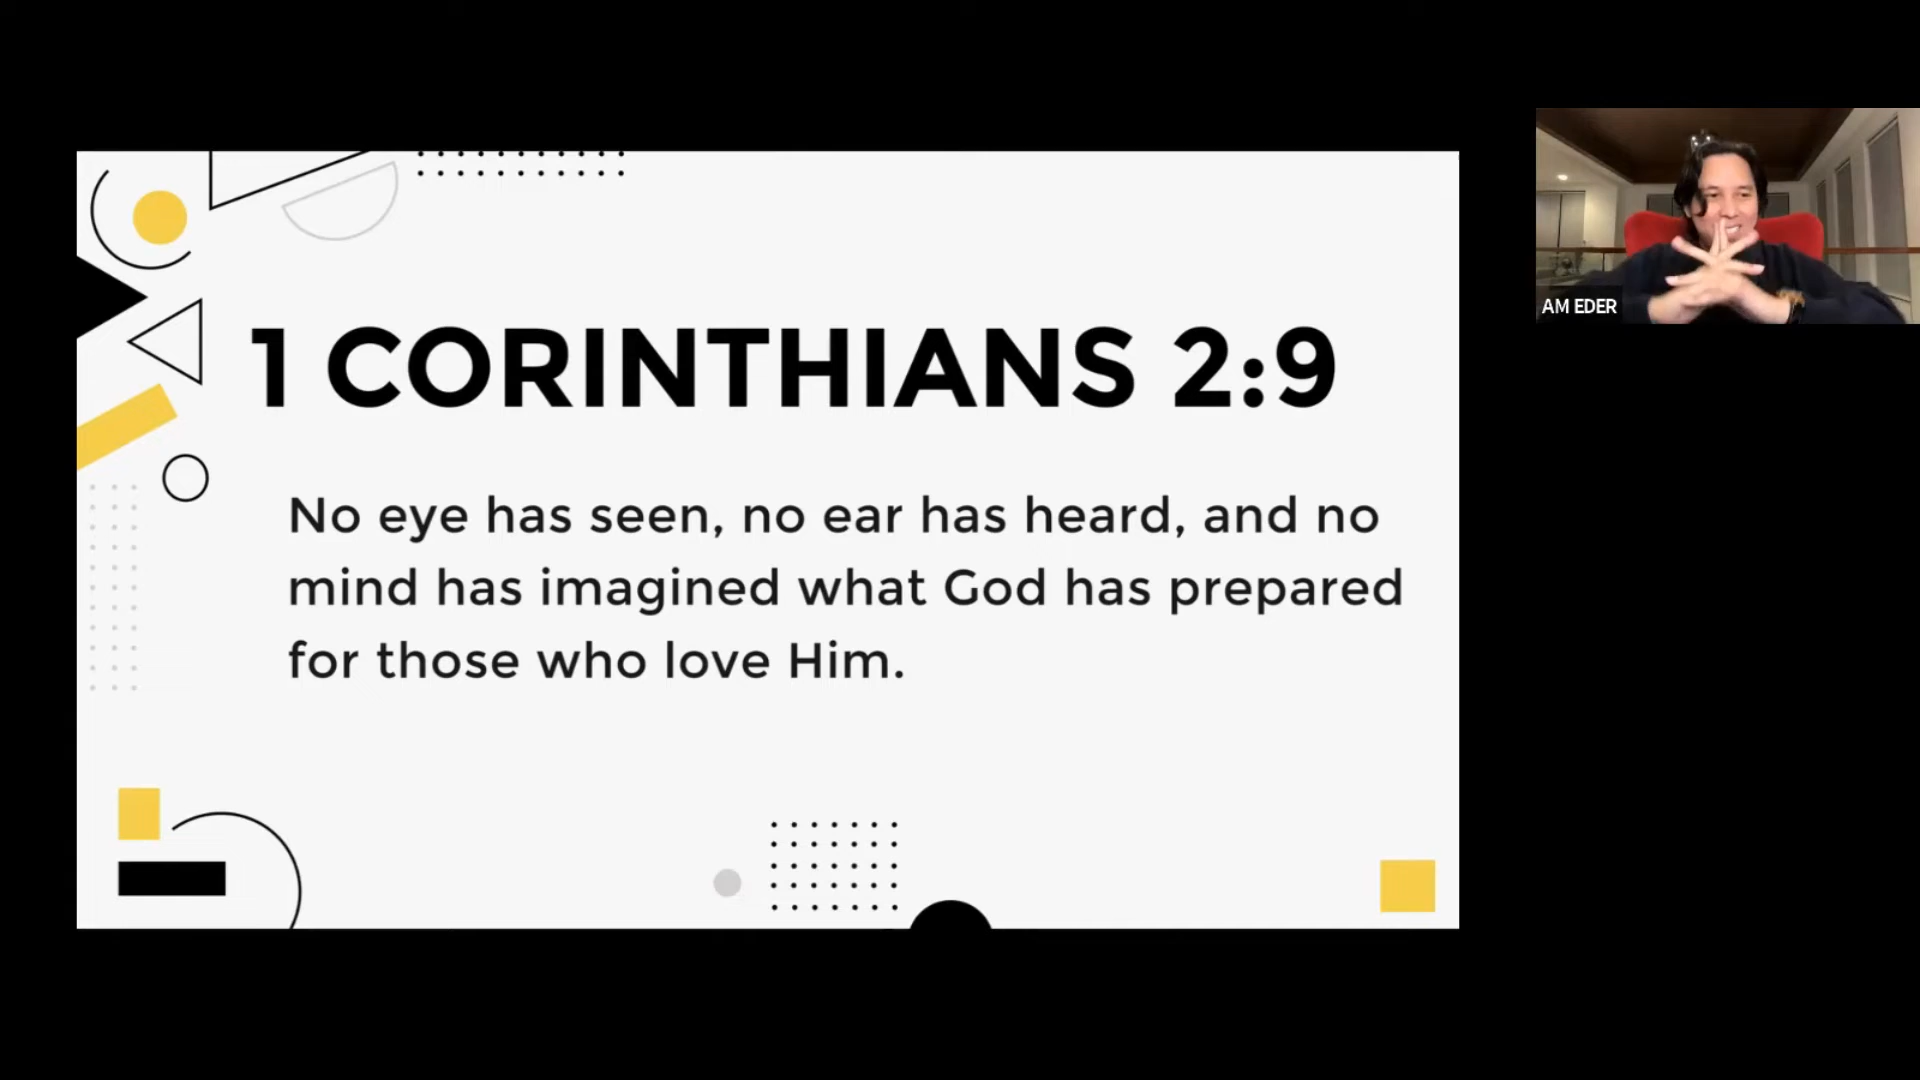 1 CORINTHIANS 2:9
No eye has seen, no ear has heard, and no
mind has imagined what God has prepared
for those who love Him.
AM EDER